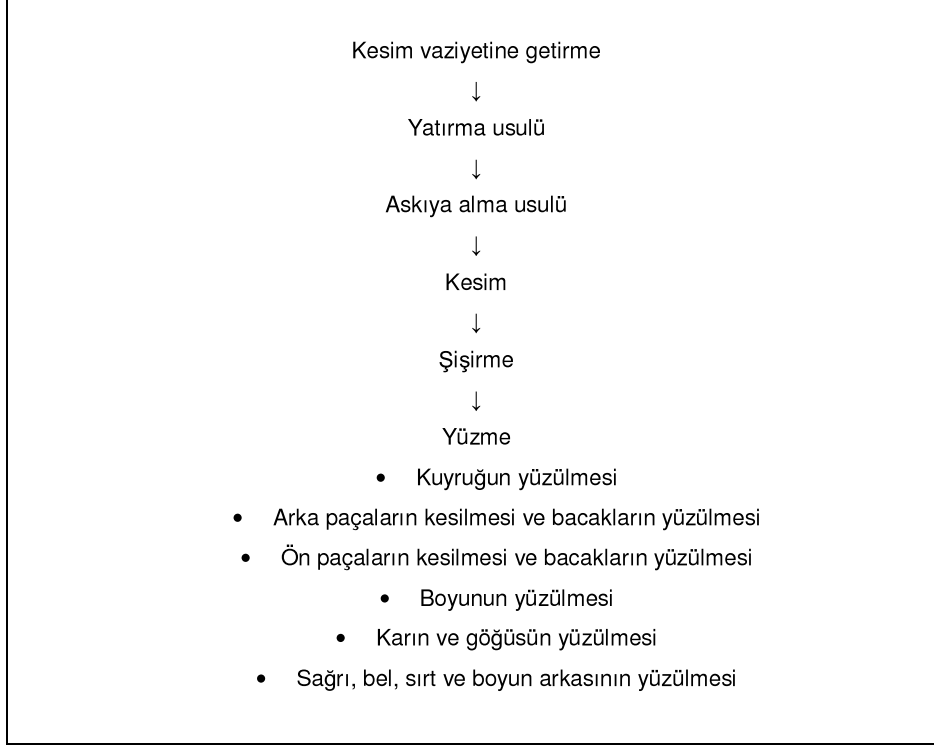 Kesim vaziyetine getirme
↓
Yatırma usulü
↓
Askıya alma usulü
↓
Kesim
↓
Şişirme
↓
Yüzme
• Kuyruğun yüzülmesi
• Arka paçaların kesilmesi ve bacakların yüzülmesi
• Ön paçaların kesilmesi ve bacakların yüzülmesi
• Boyunun yüzülmesi
• Karın ve göğüsün yüzülmesi
• Sağrı, bel, sırt ve boyun arkasının yüzülmesi